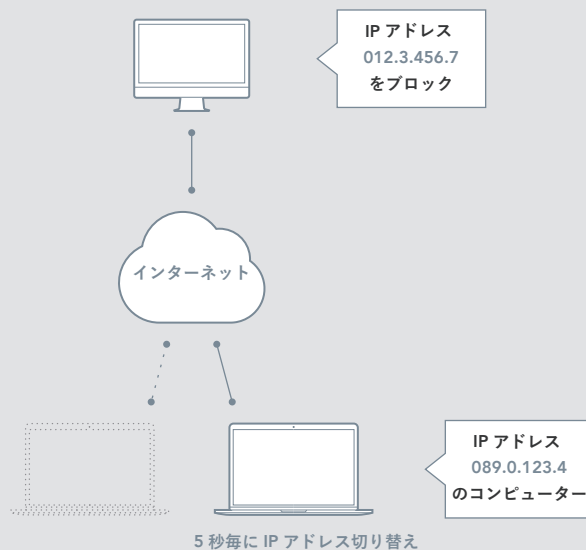 IP アドレス
012.3.456.7
をブロック
インターネット
IP アドレス
089.0.123.4
のコンピューター
5 秒毎に IP アドレス切り替え